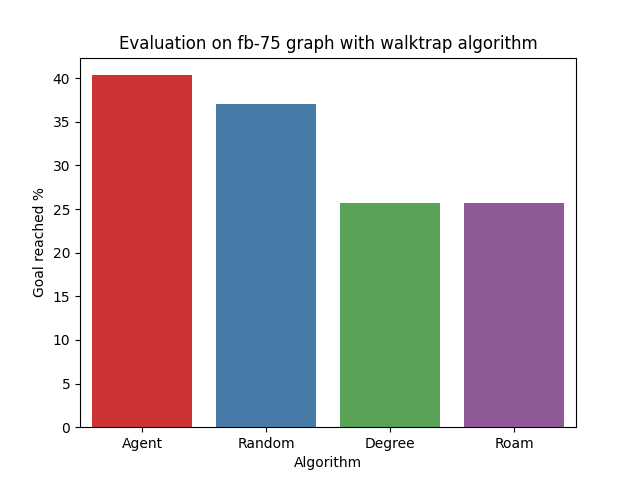 Evaluation on fb-75 graph with walktrap algorithm
Goal reached %
40
35
30
25
20
15
10
5
0
Agent Random Degree Roam
Algorithm